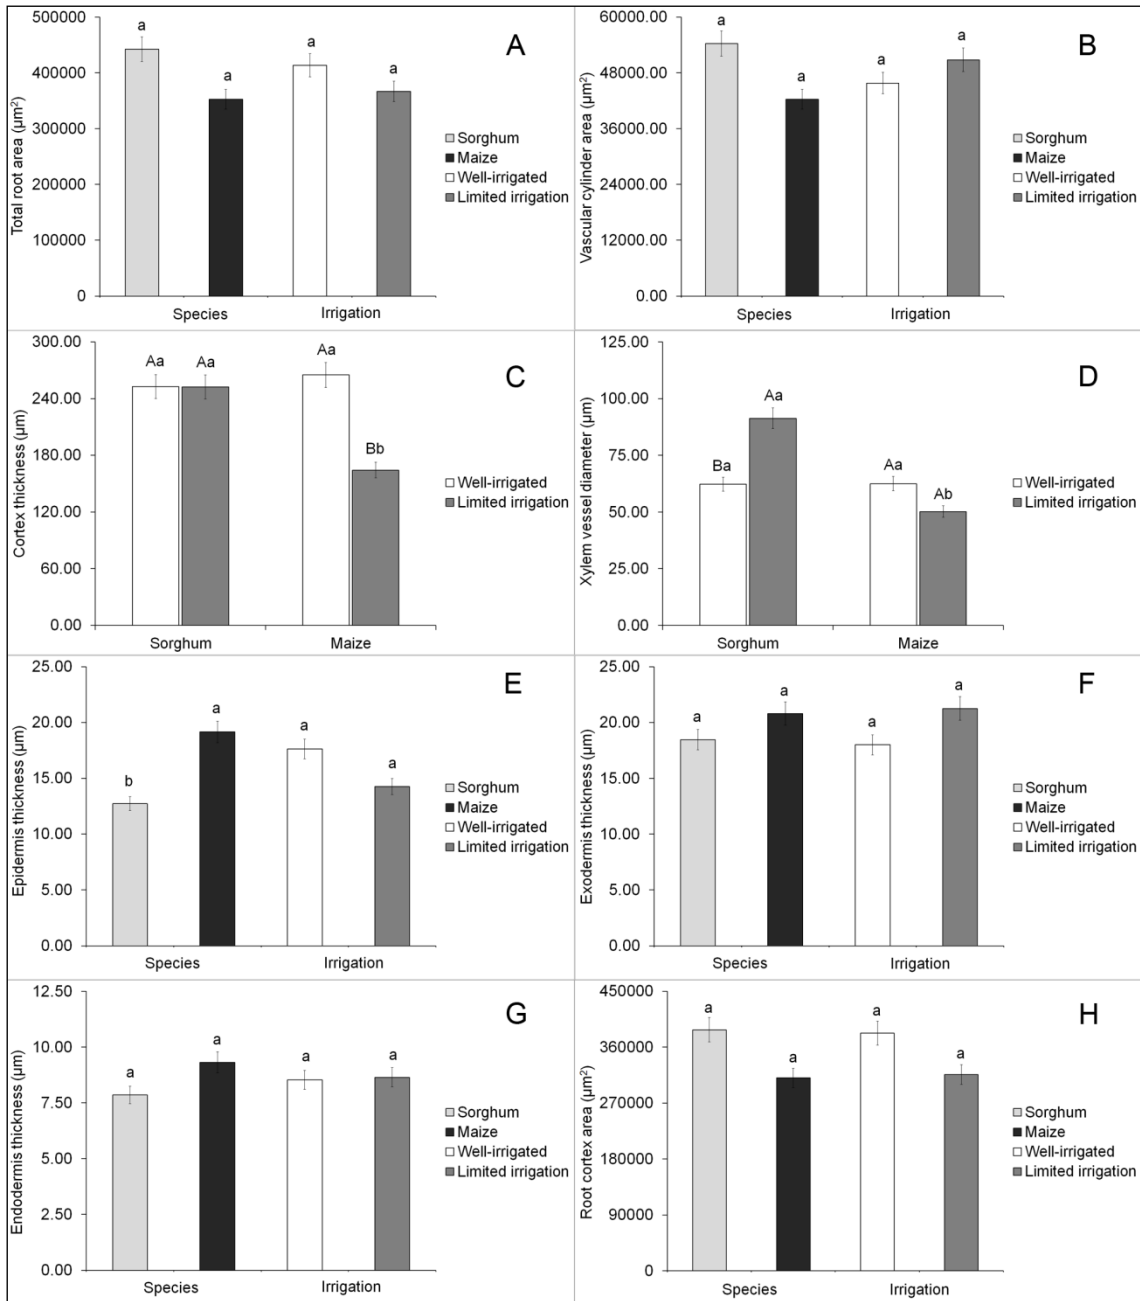 500000
400000
300000
200000
100000
0
Total root area (µm²)
a
a
a
a
A
Species
Irrigation
Sorghum
Maize
Well-irrigated
Limited irrigation
60000.00
48000.00
36000.00
24000.00
12000.00
0.00
Vascular cylinder area (µm²)
a
a
a
a
B
Species
Irrigation
Sorghum
Maize
Well-irrigated
Limited irrigation
300.00
240.00
180.00
120.00
60.00
0.00
Cortex thickness (µm)
Aa
Aa
Aa
Bb
C
Sorghum
Maize
Well-irrigated
Limited irrigation
125.00
100.00
75.00
50.00
25.00
0.00
Xylem vessel diameter (µm)
Ba
Aa
Aa
Ab
D
Sorghum
Maize
Well-irrigated
Limited irrigation
25.00
20.00
15.00
10.00
5.00
0.00
Epidermis thickness (µm)
b
a
a
a
E
Species
Irrigation
Sorghum
Maize
Well-irrigated
Limited irrigation
25.00
20.00
15.00
10.00
5.00
0.00
Exodermis thickness (µm)
a
a
a
a
F
Species
Irrigation
Sorghum
Maize
Well-irrigated
Limited irrigation
12.50
10.00
7.50
5.00
2.50
0.00
Endodermis thickness (µm)
a
a
a
a
G
Species
Irrigation
Sorghum
Maize
Well-irrigated
Limited irrigation
450000
360000
270000
180000
90000
0
Root cortex area (µm²)
a
a
a
a
H
Species
Irrigation
Sorghum
Maize
Well-irrigated
Limited irrigation